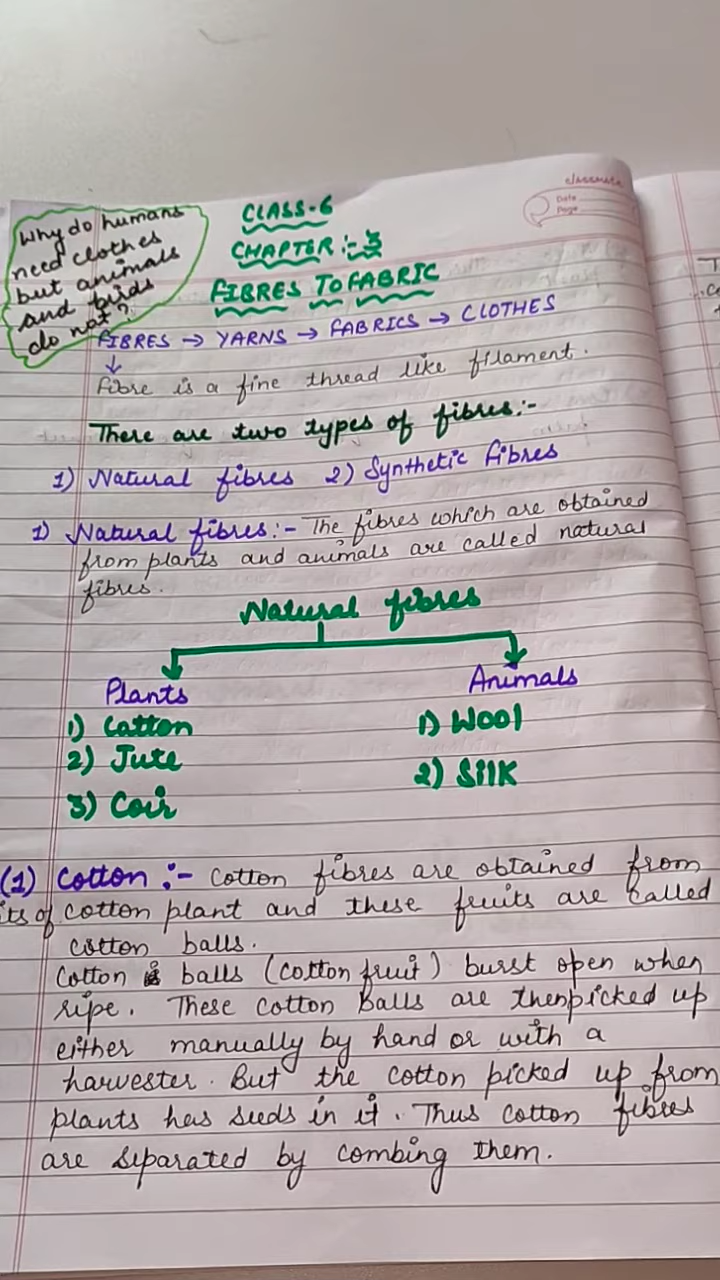 classmate
Date
Page
Why do humans
need clothes
but animals
and birds
do not?
CLASS-6
CHAPTER :- 3
FIBRES TO FABRIC
FIBRES → YARNS → FABRICS → CLOTHES
↓
Fibre is a fine thread like filament.
There are two types of fibres:-
1) Natural fibres 2) Synthetic Fibres
1) Natural fibres:- The fibres which are obtained
from plants and animals are called natural
fibres.
Natural fibres
Plants Animals
1) Catton 1) Wool
2) Jute 2) Silk
3) Coir
(1) Cotton :- Cotton fibres are obtained from
its of cotton plant and these fruits are called
cotton balls.
Cotton balls (cotton fruit) burst open when
ripe. These cotton balls are then picked up
either manually by hand or with a
harvester. But the cotton picked up from
plants has seeds in it. Thus cotton fibres
are separated by combing them.